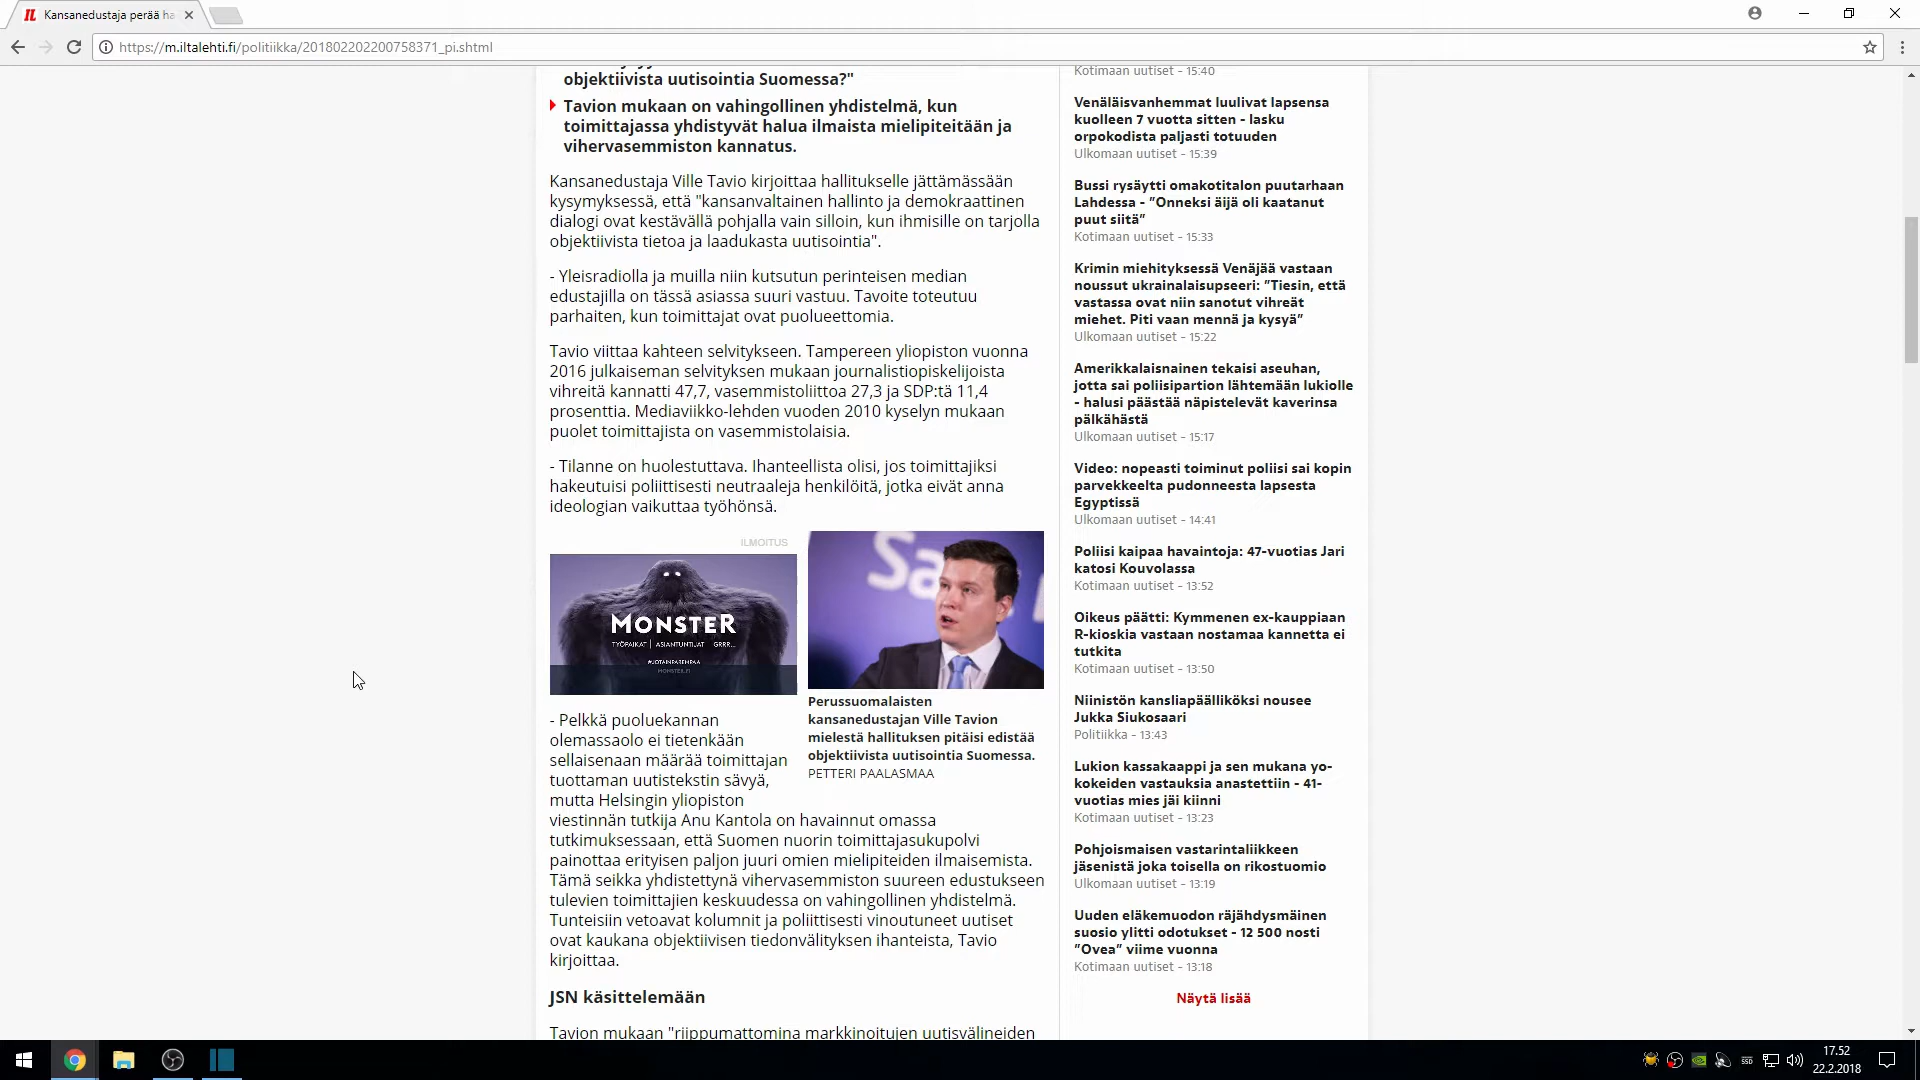 Kansanedustaja perää ha
https://m.iltalehti.fi/politiikka/201802202200758371_pi.shtml
objektiivista uutisointia Suomessa?"
Tavion mukaan on vahingollinen yhdistelmä, kun
toimittajassa yhdistyvät halua ilmaista mielipiteitään ja
vihervasemmiston kannatus.
Kansanedustaja Ville Tavio kirjoittaa hallitukselle jättämässään
kysymyksessä, että "kansanvaltainen hallinto ja demokraattinen
dialogi ovat kestävällä pohjalla vain silloin, kun ihmisille on tarjolla
objektiivista tietoa ja laadukasta uutisointia".
- Yleisradiolla ja muilla niin kutsutun perinteisen median
edustajilla on tässä asiassa suuri vastuu. Tavoite toteutuu
parhaiten, kun toimittajat ovat puolueettomia.
Tavio viittaa kahteen selvitykseen. Tampereen yliopiston vuonna
2016 julkaiseman selvityksen mukaan journalistiopiskelijoista
vihreitä kannatti 47,7, vasemmistoliittoa 27,3 ja SDP:tä 11,4
prosenttia. Mediaviikko-lehden vuoden 2010 kyselyn mukaan
puolet toimittajista on vasemmistolaisia.
- Tilanne on huolestuttava. Ihanteellista olisi, jos toimittajiksi
hakeutuisi poliittisesti neutraaleja henkilöitä, jotka eivät anna
ideologian vaikuttaa työhönsä.
ILMOITUS
MONSTER
TYÖPAIKAT | ASIANTUNTIJAT GRRR...
#JOTAINPAREMPAA
MONSTER.FI
Sa
Perussuomalaisten
kansanedustajan Ville Tavion
mielestä hallituksen pitäisi edistää
objektiivista uutisointia Suomessa.
PETTERI PAALASMAA
- Pelkkä puoluekannan
olemassaolo ei tietenkään
sellaisenaan määrää toimittajan
tuottaman uutistekstin sävyä,
mutta Helsingin yliopiston
viestinnän tutkija Anu Kantola on havainnut omassa
tutkimuksessaan, että Suomen nuorin toimittajasukupolvi
painottaa erityisen paljon juuri omien mielipiteiden ilmaisemista.
Tämä seikka yhdistettynä vihervasemmiston suureen edustukseen
tulevien toimittajien keskuudessa on vahingollinen yhdistelmä.
Tunteisiin vetoavat kolumnit ja poliittisesti vinoutuneet uutiset
ovat kaukana objektiivisen tiedonvälityksen ihanteista, Tavio
kirjoittaa.
JSN käsittelemään
Tavion mukaan "riippumattomina markkinoitujen uutisvälineiden
Kotimaan uutiset - 15:40
Venäläisvanhemmat luulivat lapsensa
kuolleen 7 vuotta sitten - lasku
orpokodista paljasti totuuden
Ulkomaan uutiset - 15:39
Bussi rysäytti omakotitalon puutarhaan
Lahdessa - ”Onneksi äijä oli kaatanut
puut siitä”
Kotimaan uutiset - 15:33
Krimin miehityksessä Venäjää vastaan
noussut ukrainalaisupseeri: ”Tiesin, että
vastassa ovat niin sanotut vihreät
miehet. Piti vaan mennä ja kysyä”
Ulkomaan uutiset - 15:22
Amerikkalaisnainen tekaisi aseuhan,
jotta sai poliisipartion lähtemään lukiolle
- halusi päästää näpistelevät kaverinsa
pälkähästä
Ulkomaan uutiset - 15:17
Video: nopeasti toiminut poliisi sai kopin
parvekkeelta pudonneesta lapsesta
Egyptissä
Ulkomaan uutiset - 14:41
Poliisi kaipaa havaintoja: 47-vuotias Jari
katosi Kouvolassa
Kotimaan uutiset - 13:52
Oikeus päätti: Kymmenen ex-kauppiaan
R-kioskia vastaan nostamaa kannetta ei
tutkita
Kotimaan uutiset - 13:50
Niinistön kansliapäälliköksi nousee
Jukka Siukosaari
Politiikka - 13:43
Lukion kassakaappi ja sen mukana yo-
kokeiden vastauksia anastettiin - 41-
vuotias mies jäi kiinni
Kotimaan uutiset - 13:23
Pohjoismaisen vastarintaliikkeen
jäsenistä joka toisella on rikostuomio
Ulkomaan uutiset - 13:19
Uuden eläkemuodon räjähdysmäinen
suosio ylitti odotukset - 12 500 nosti
”Ovea” viime vuonna
Kotimaan uutiset - 13:18
Näytä lisää
SSD
17.52
22.2.2018